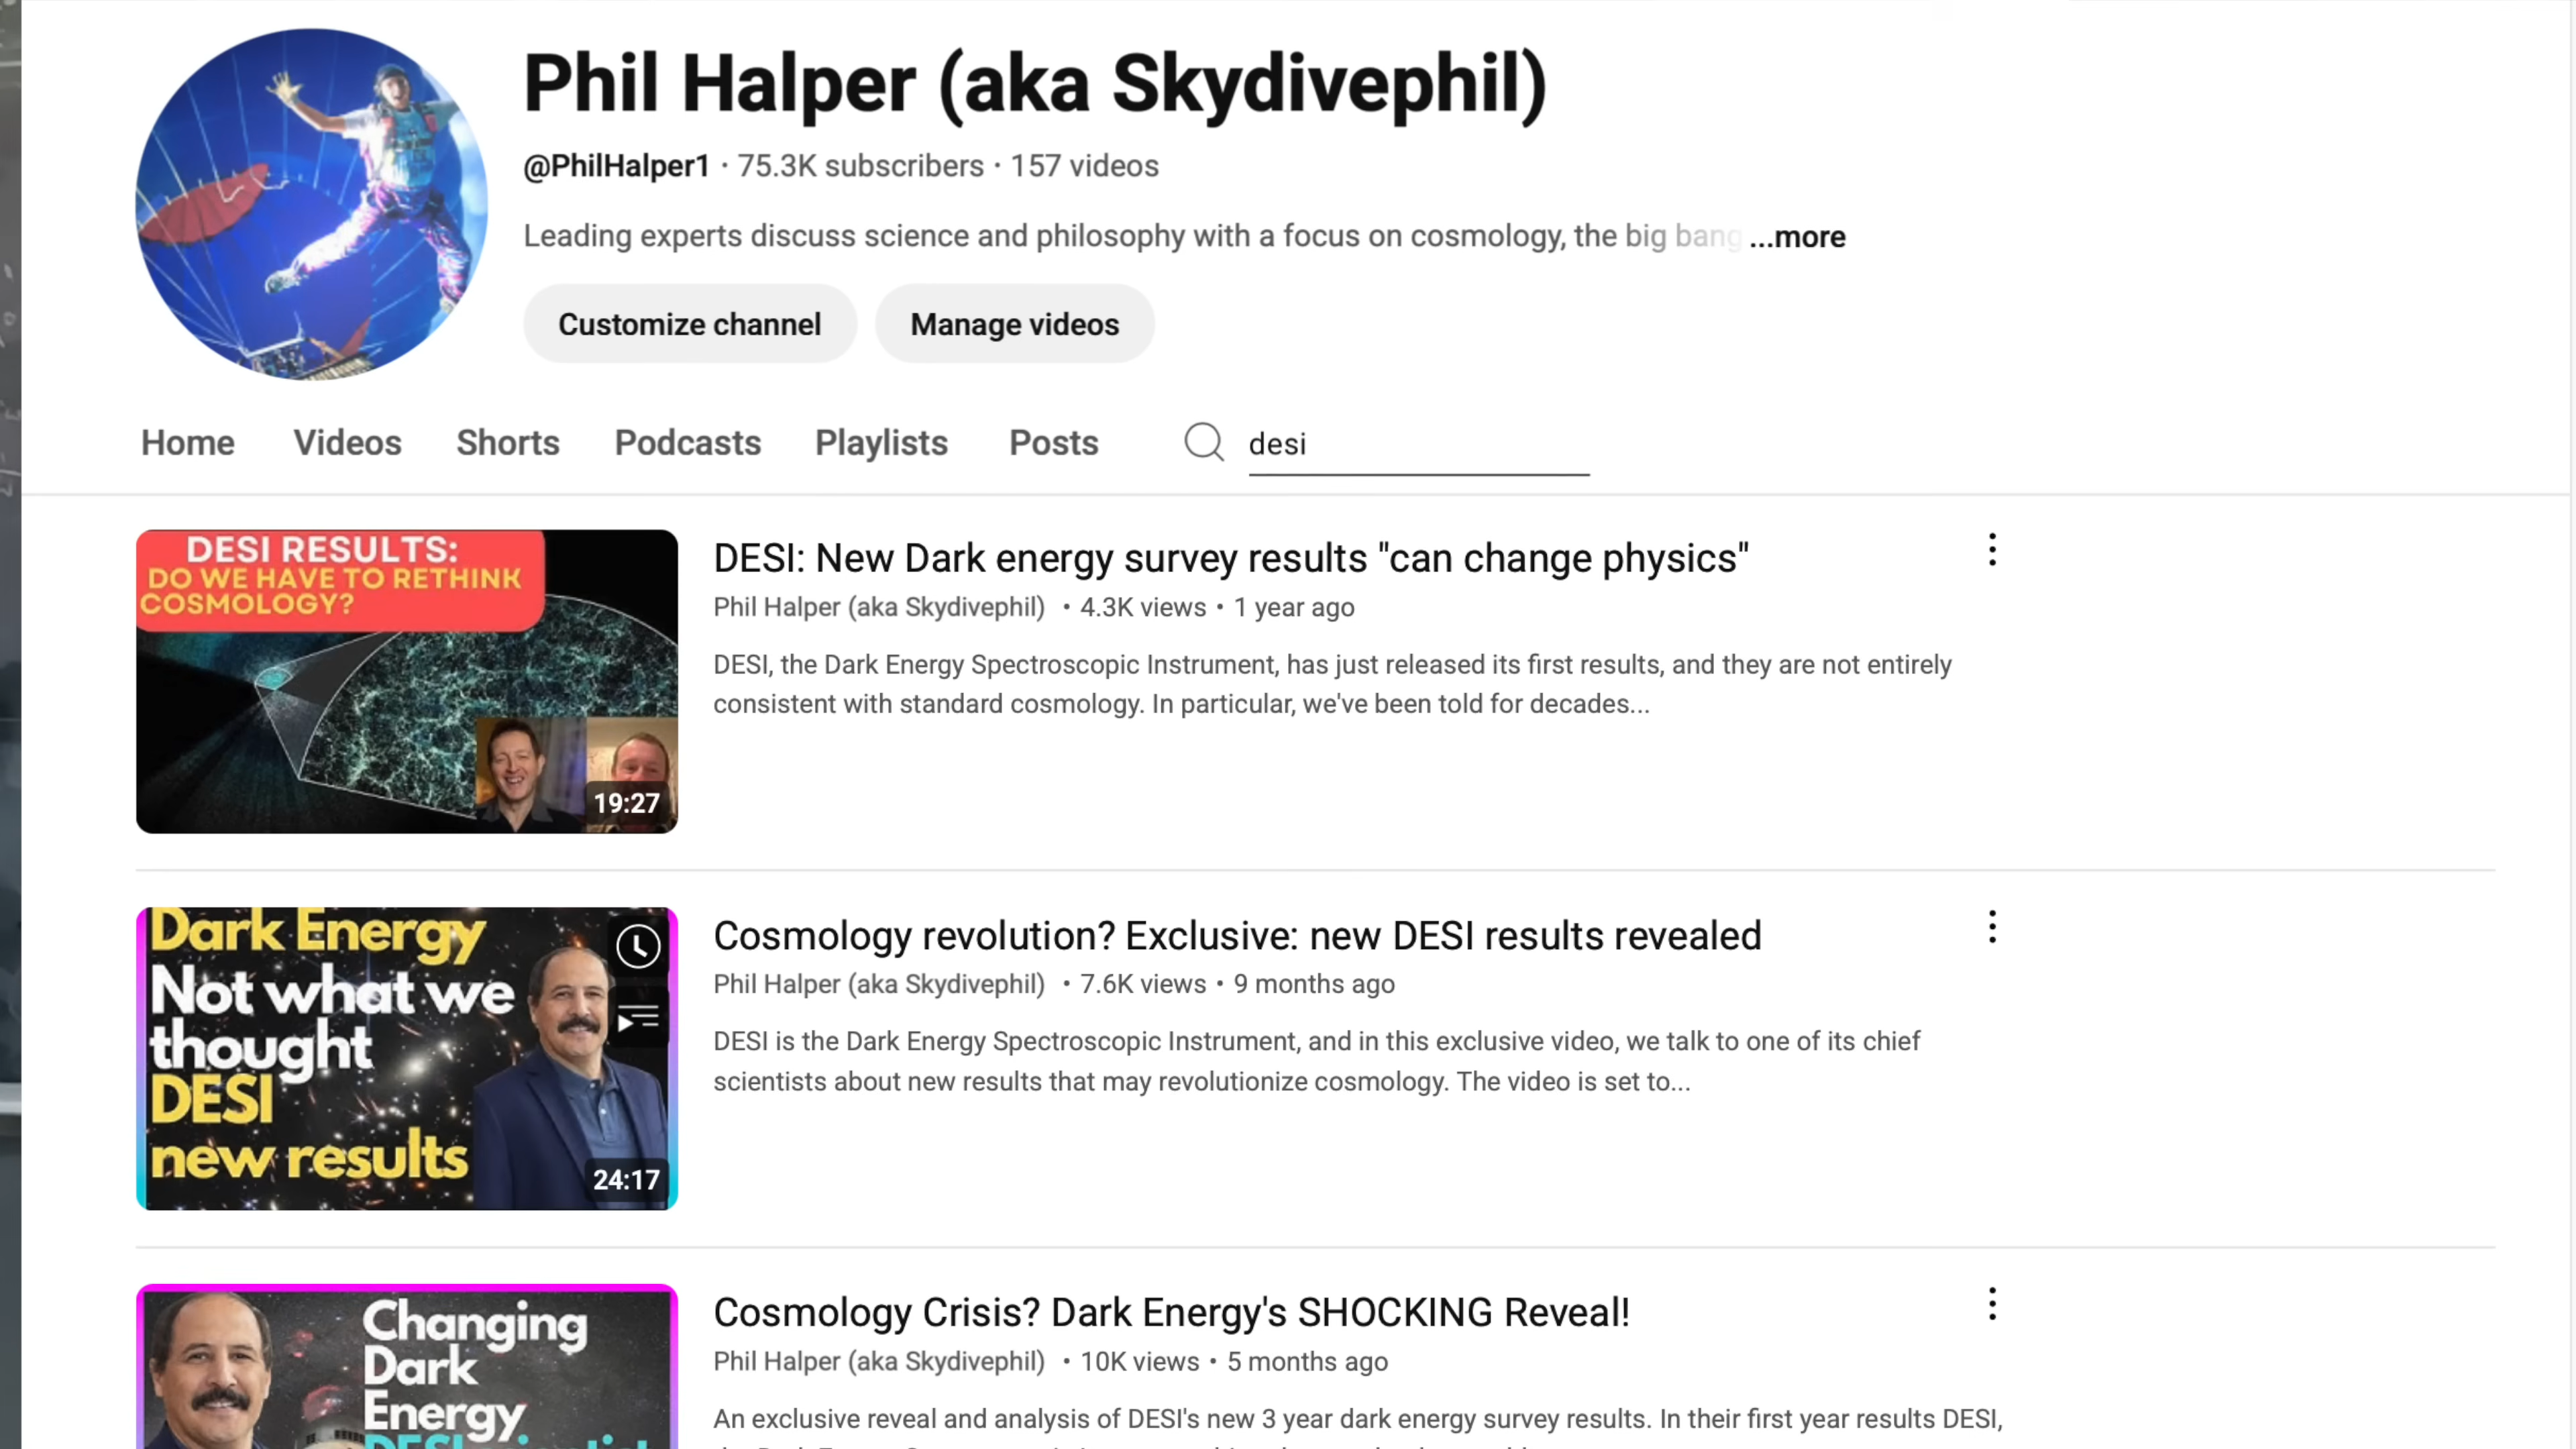 Phil Halper (aka Skydivephil)
@PhilHalper1 · 75.3K subscribers · 157 videos
Leading experts discuss science and philosophy with a focus on cosmology, the big bang ...more
Customize channel Manage videos
Home Videos Shorts Podcasts Playlists Posts desi
DESI RESULTS:
DO WE HAVE TO RETHINK
COSMOLOGY?
19:27
DESI: New Dark energy survey results "can change physics"
Phil Halper (aka Skydivephil) • 4.3K views • 1 year ago
DESI, the Dark Energy Spectroscopic Instrument, has just released its first results, and they are not entirely
consistent with standard cosmology. In particular, we've been told for decades...
Dark Energy
Not what we
thought
DESI
new results
24:17
Cosmology revolution? Exclusive: new DESI results revealed
Phil Halper (aka Skydivephil) • 7.6K views • 9 months ago
DESI is the Dark Energy Spectroscopic Instrument, and in this exclusive video, we talk to one of its chief
scientists about new results that may revolutionize cosmology. The video is set to...
Changing
Dark
Energy
Cosmology Crisis? Dark Energy's SHOCKING Reveal!
Phil Halper (aka Skydivephil) • 10K views • 5 months ago
An exclusive reveal and analysis of DESI's new 3 year dark energy survey results. In their first year results DESI,